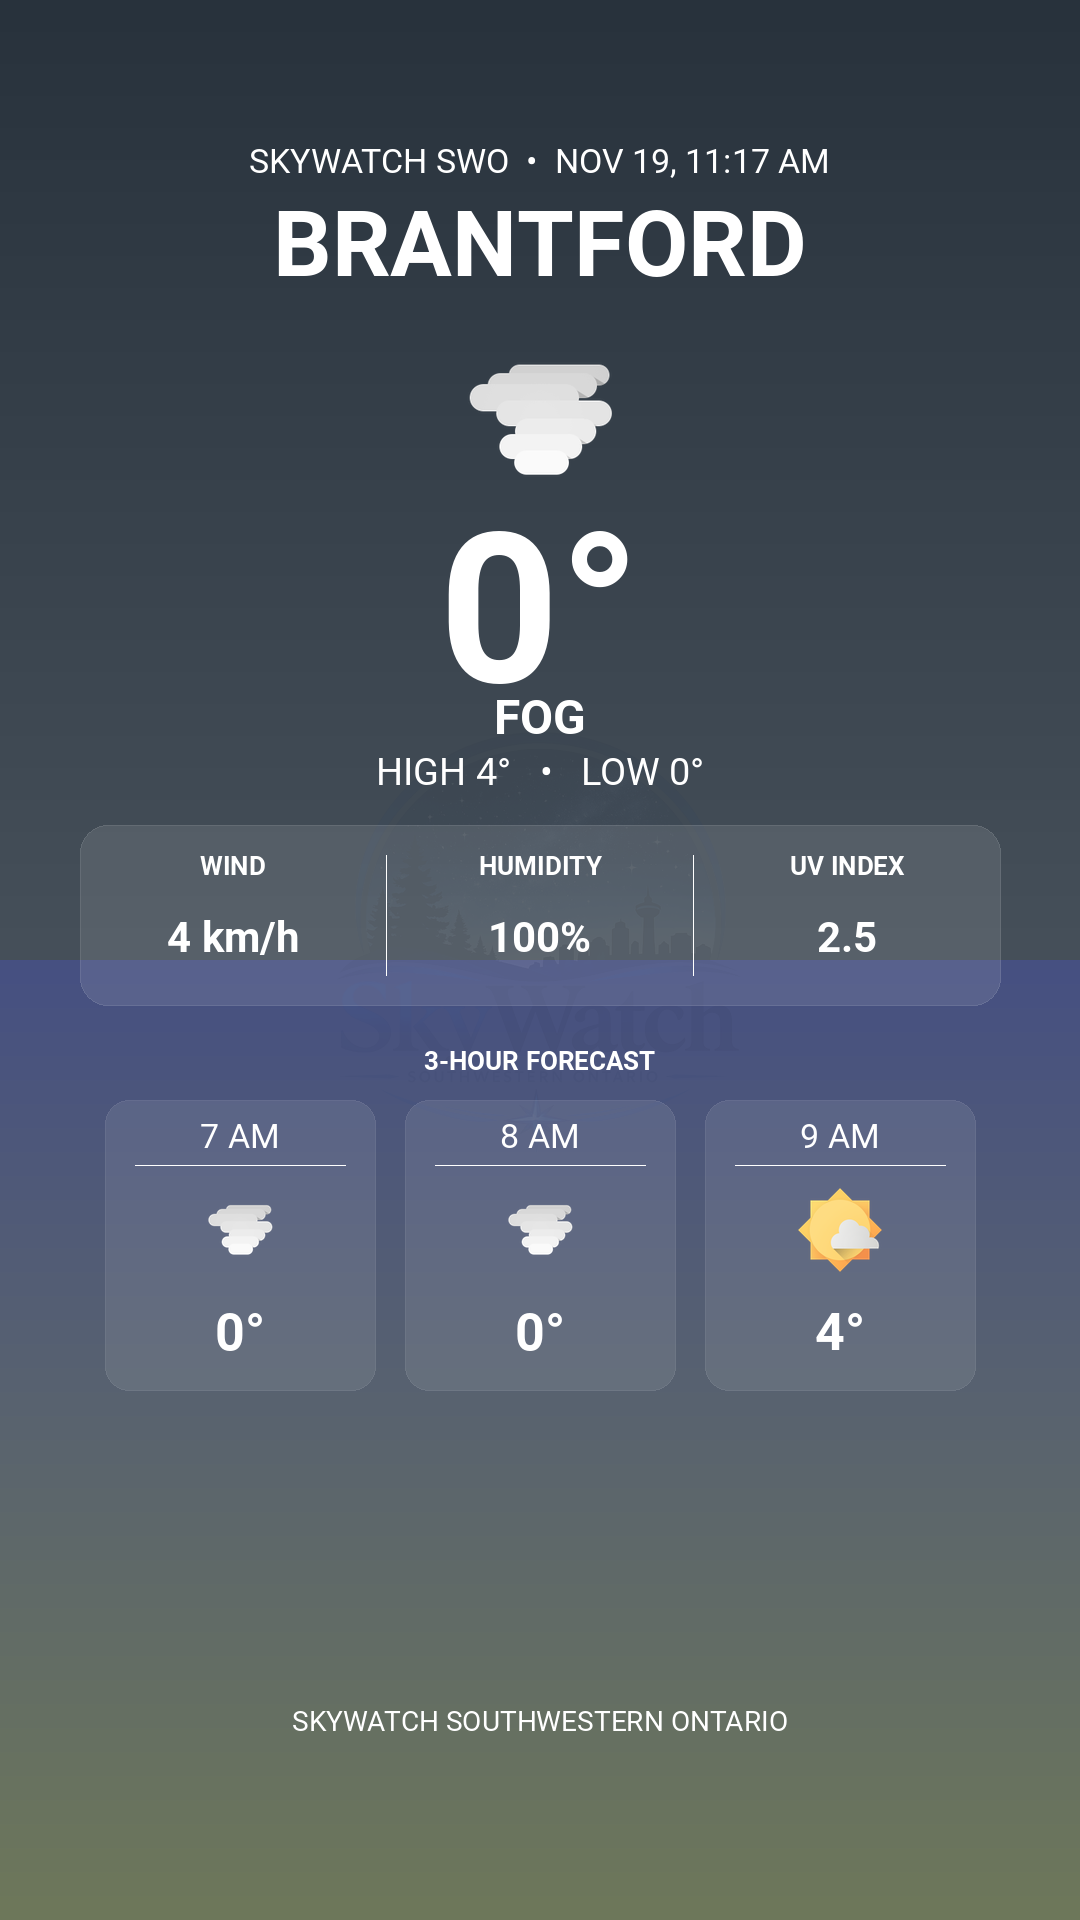 SKYWATCH SWO • NOV 19, 11:17 AM
BRANTFORD
0°
FOG
HIGH 4° • LOW 0°
WIND HUMIDITY UV INDEX
4 km/h 100% 2.5
SkyWatch
3-HOUR FORECAST
7 AM 8 AM 9 AM
0° 0° 4°
SKYWATCH SOUTHWESTERN ONTARIO